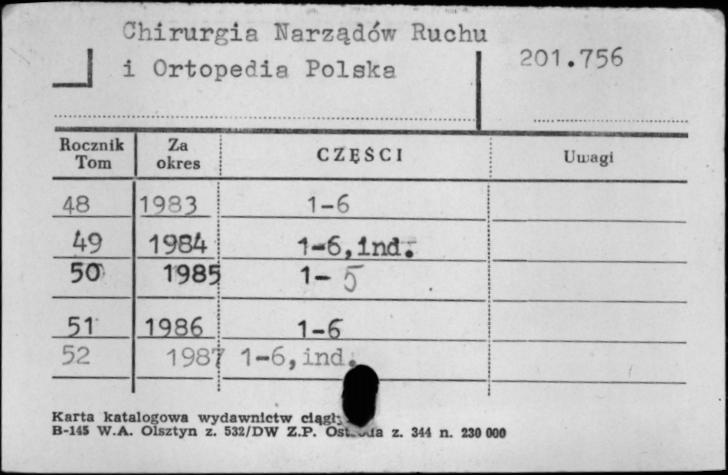 Chirurgia Narządów Ruchu
i Ortopedia Polska
201.756
Rocznik Tom Za okres CZĘŚCI Uwagi
48 1983 1-6
49 1984 1-6, ind.
50 1985 1-5
51 1986 1-6
52 1987 1-6, ind.
Karta katalogowa wydawnictw
B-145 W.A. Olsztyn z. 532/DW Z.P. z. 344 n. 230 000